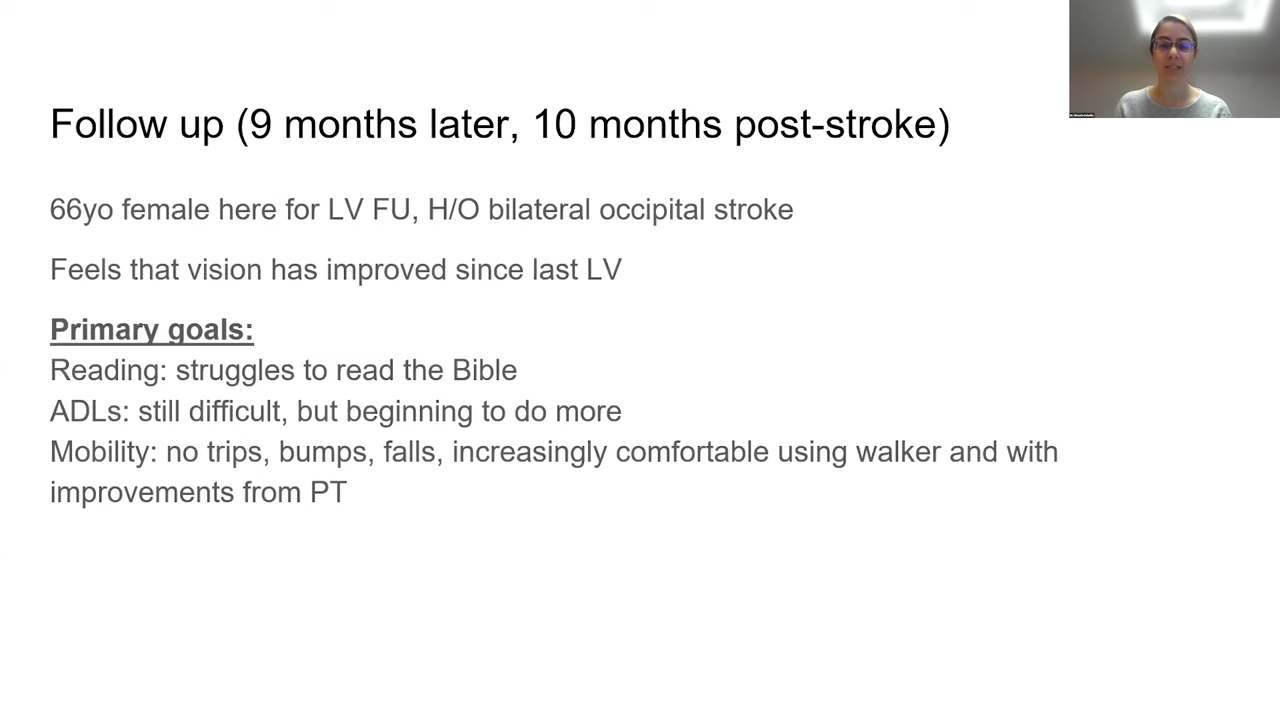 Follow up (9 months later, 10 months post-stroke)
66yo female here for LV FU, H/O bilateral occipital stroke
Feels that vision has improved since last LV
Primary goals:
Reading: struggles to read the Bible
ADLs: still difficult, but beginning to do more
Mobility: no trips, bumps, falls, increasingly comfortable using walker and with
improvements from PT